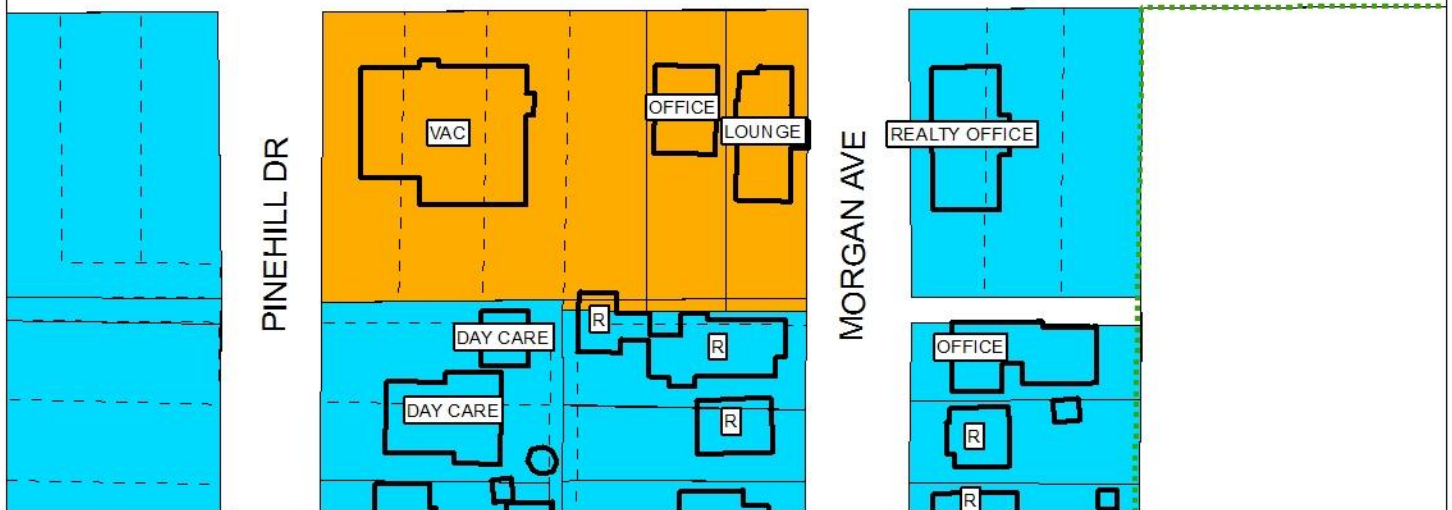 VAC
OFFICE
LOUNGE
REALTY OFFICE
PINEHILL DR
MORGAN AVE
DAY CARE
R
R
OFFICE
DAY CARE
R
R
R